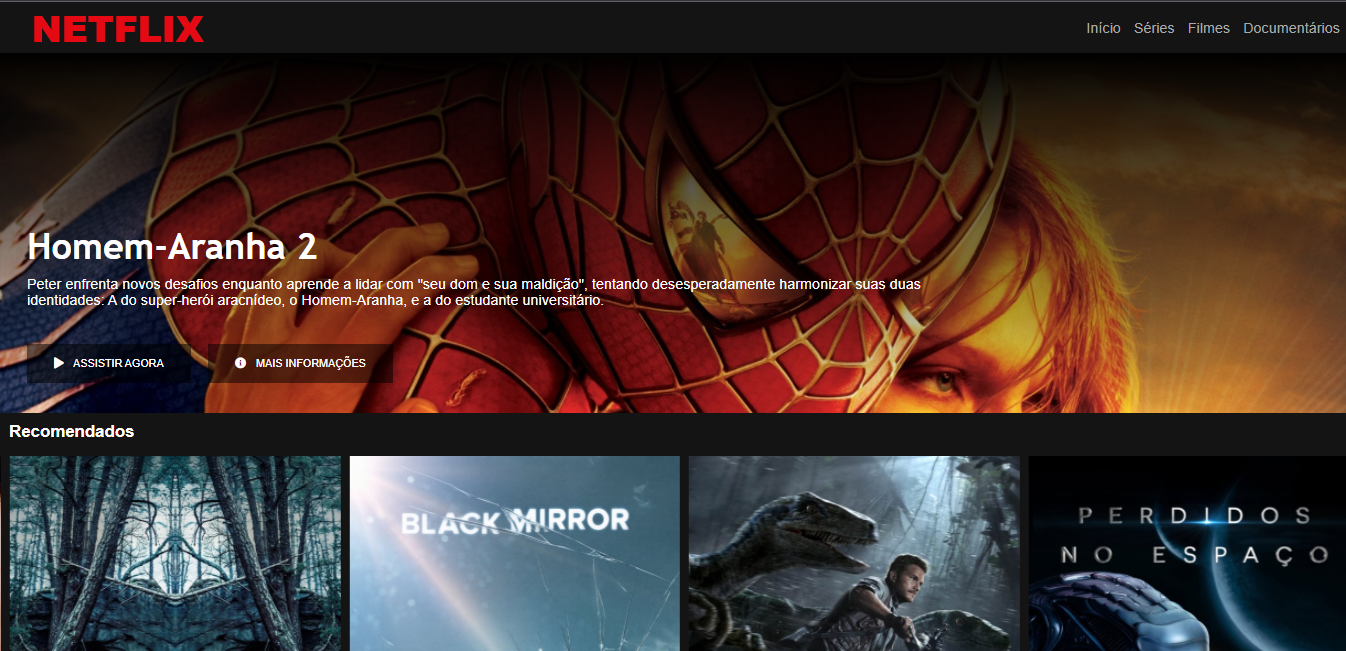 NETFLIX
Início Séries Filmes Documentários
Homem-Aranha 2
Peter enfrenta novos desafios enquanto aprende a lidar com "seu dom e sua maldição", tentando desesperadamente harmonizar suas duas
identidades: A do super-herói aracnídeo, o Homem-Aranha, e a do estudante universitário.
ASSISTIR AGORA
MAIS INFORMAÇÕES
Recomendados
BLACK MIRROR
PERDIDOS
NO ESPAÇO